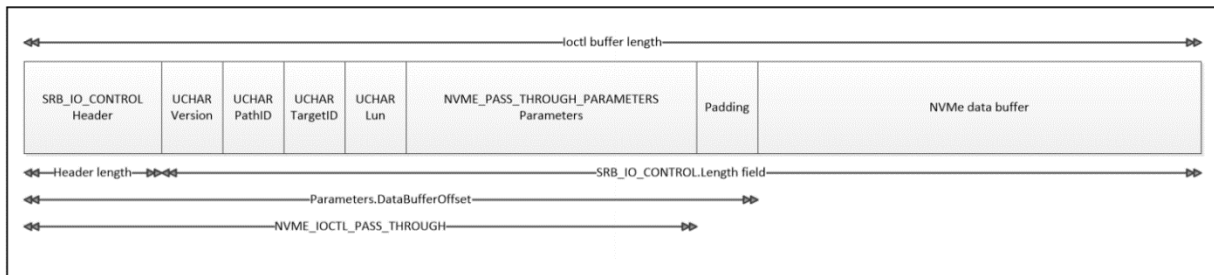 Ioctl buffer length
SRB_IO_CONTROL
Header
UCHAR
Version
UCHAR
PathID
UCHAR
TargetID
UCHAR
Lun
NVME_PASS_THROUGH_PARAMETERS
Parameters
Padding
NVMe data buffer
Header length
SRB_IO_CONTROL.Length field
Parameters.DataBufferOffset
NVME_IOCTL_PASS_THROUGH